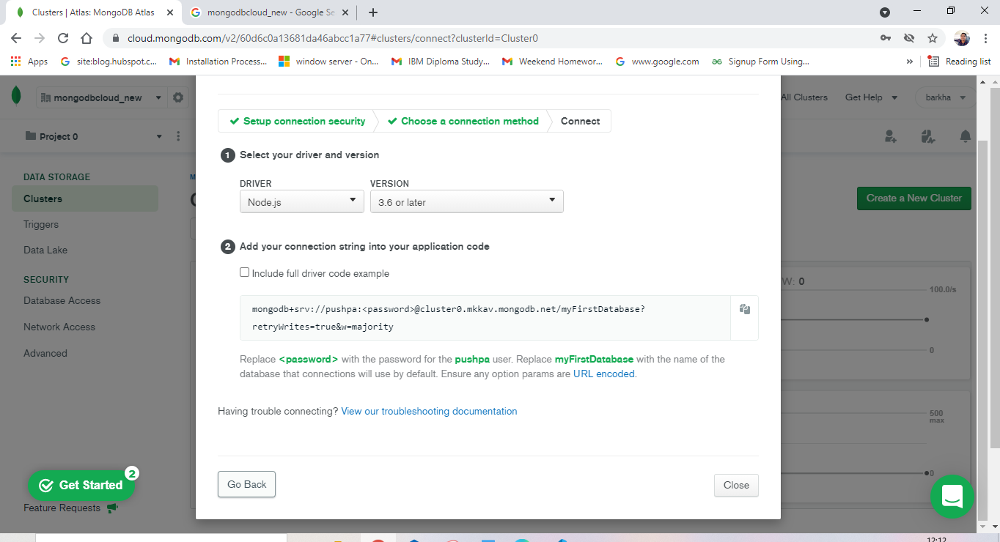 Clusters | Atlas: MongoDB Atlas
mongodbcloud_new - Google Se
cloud.mongodb.com/v2/60d6c0a13681da46abcc1a77#clusters/connect?clusterId=Cluster0
Apps
site:blog.hubspot.c...
Installation Process...
window server - On...
IBM Diploma Study...
Weekend Homewor...
www.google.com
Signup Form Using...
»
Reading list
mongodbcloud_new
All Clusters
Get Help
barkha
Project 0
Setup connection security
Choose a connection method
Connect
1 Select your driver and version
DATA STORAGE
Clusters
Triggers
Data Lake
SECURITY
Database Access
Network Access
Advanced
DRIVER
VERSION
Node.js
3.6 or later
Create a New Cluster
2 Add your connection string into your application code
Include full driver code example
mongodb+srv://pushpa:<password>@cluster0.mkkav.mongodb.net/myFirstDatabase?
retryWrites=true&w=majority
Replace <password> with the password for the pushpa user. Replace myFirstDatabase with the name of the
database that connections will use by default. Ensure any option params are URL encoded.
Having trouble connecting? View our troubleshooting documentation
W: 0
100.0/s
0
500
max
0
Go Back
Close
Get Started
2
Feature Requests
12:12